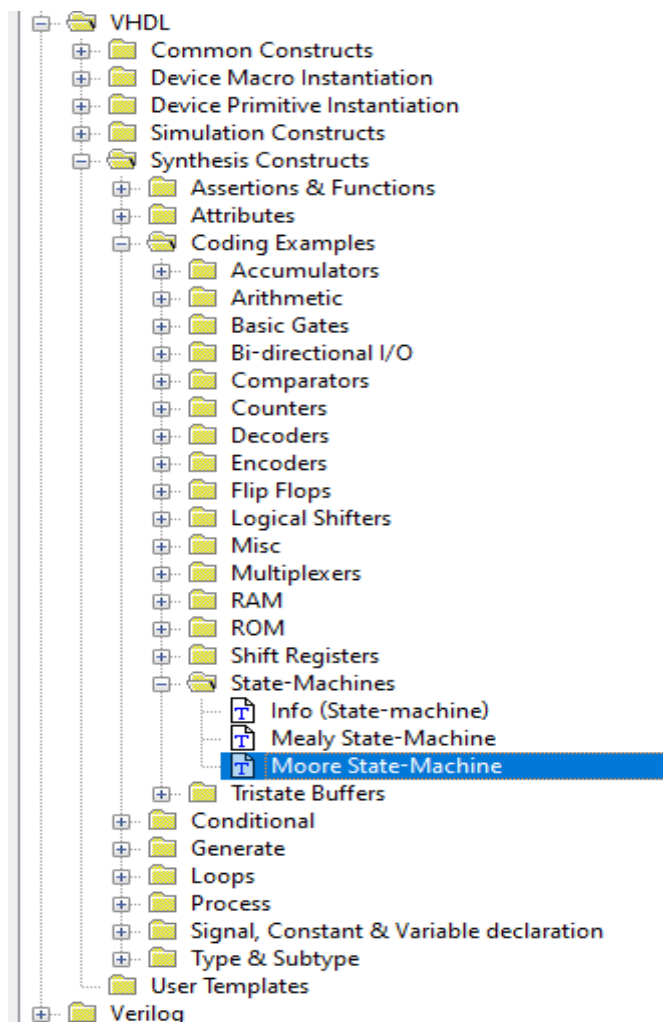 VHDL
Common Constructs
Device Macro Instantiation
Device Primitive Instantiation
Simulation Constructs
Synthesis Constructs
Assertions & Functions
Attributes
Coding Examples
Accumulators
Arithmetic
Basic Gates
Bi-directional I/O
Comparators
Counters
Decoders
Encoders
Flip Flops
Logical Shifters
Misc
Multiplexers
RAM
ROM
Shift Registers
State-Machines
Info (State-machine)
Mealy State-Machine
Moore State-Machine
Tristate Buffers
Conditional
Generate
Loops
Process
Signal, Constant & Variable declaration
Type & Subtype
User Templates
Verilog